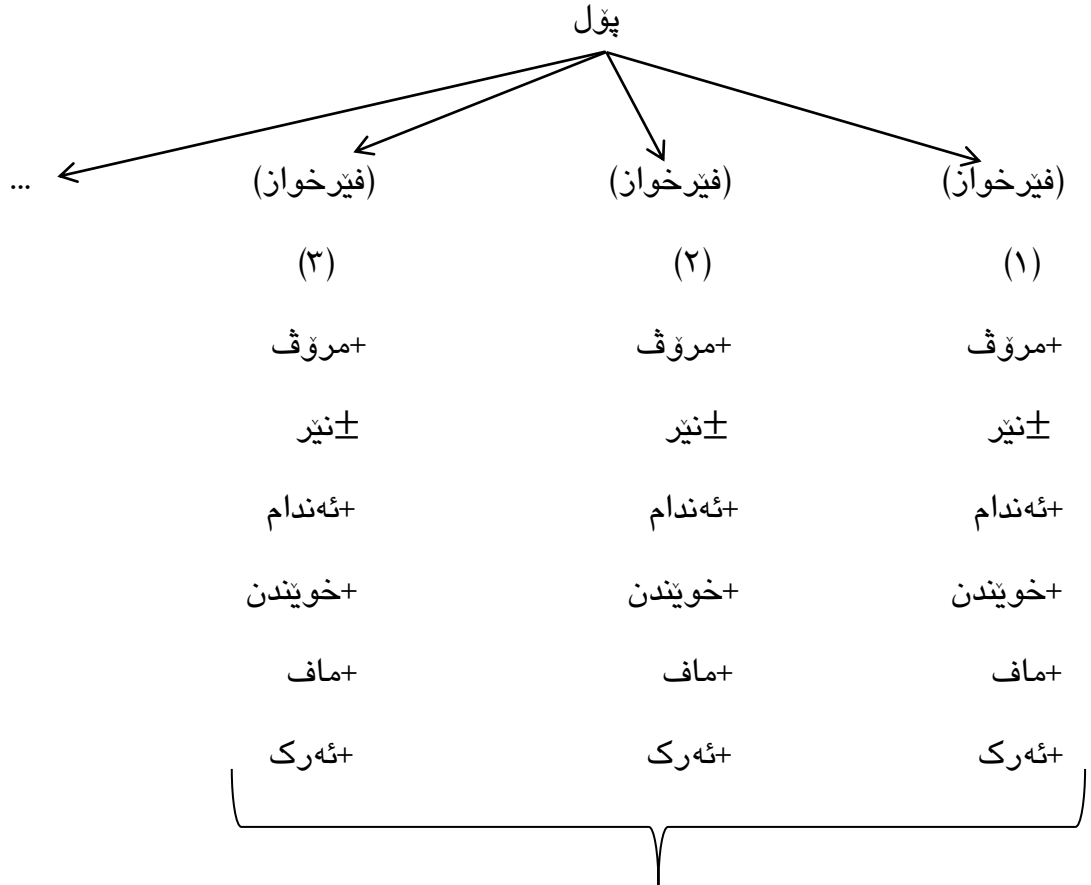 پۆل
(فێرخواز) (فێرخواز) (فێرخواز) ...
(١) (٢) (٣)
+مرۆڤ +مرۆڤ +مرۆڤ
±نێر ±نێر ±نێر
+ئەندام +ئەندام +ئەندام
+خوێندن +خوێندن +خوێندن
+ماف +ماف +ماف
+ئەرک +ئەرک +ئەرک